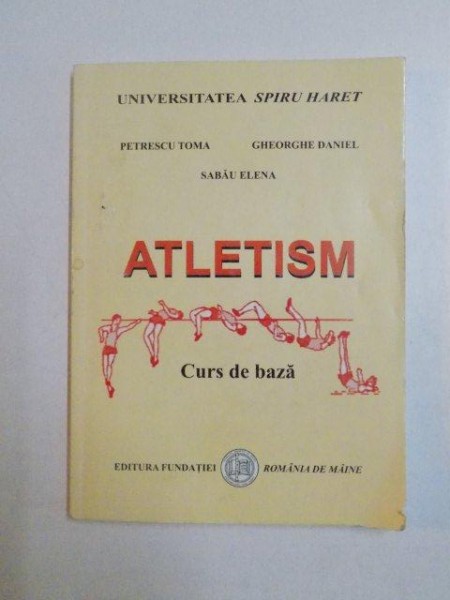 UNIVERSITATEA SPIRU HARET
PETRESCU TOMA GHEORGHE DANIEL
SABĂU ELENA
ATLETISM
Curs de bază
EDITURA FUNDAȚIEI ROMÂNIA DE MÂINE